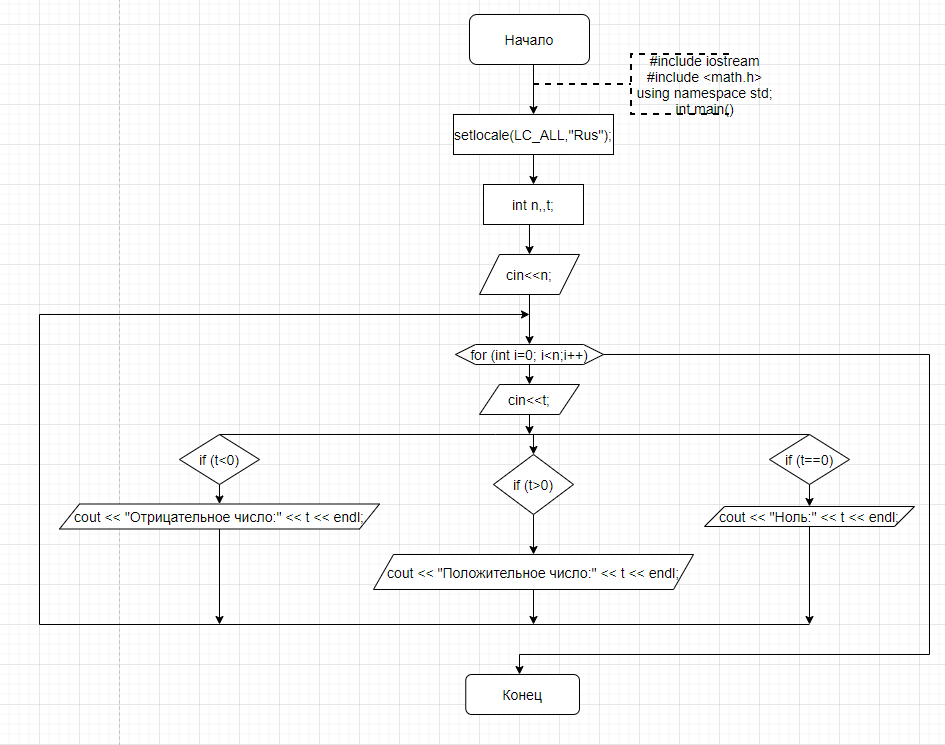 Начало
#include iostream
#include <math.h>
using namespace std;
int main()
setlocale(LC_ALL,"Rus");
int n,,t;
cin<<n;
for (int i=0; i<n;i++)
cin<<t;
if (t<0)
if (t>0)
if (t==0)
cout << "Отрицательное число:" << t << endl;
cout << "Ноль:" << t << endl;
cout << "Положительное число:" << t << endl;
Конец